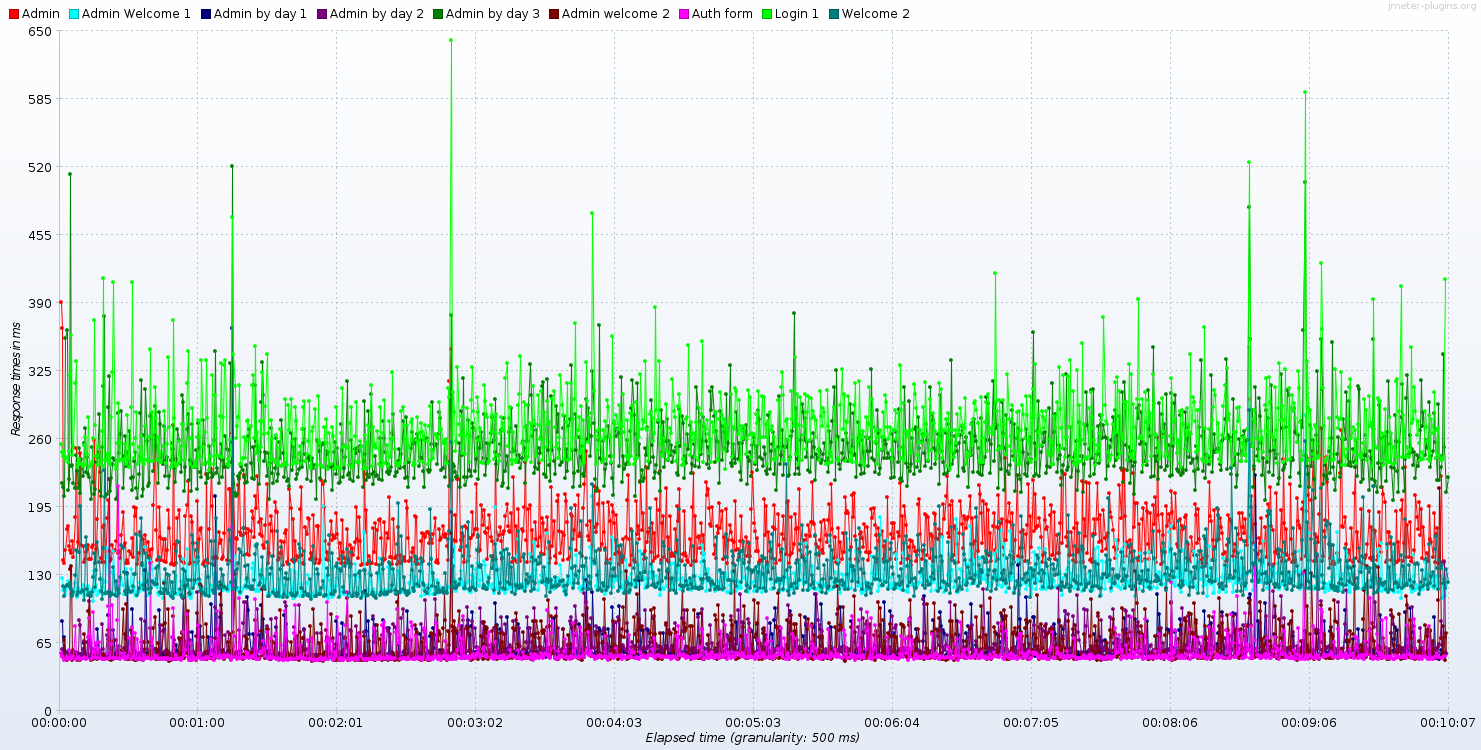 Admin Admin Welcome 1 Admin by day 1 Admin by day 2 Admin by day 3 Admin welcome 2 Auth form Login 1 Welcome 2
jmeter-plugins.org
650
585
520
455
390
325
260
195
130
65
0
Response times in ms
00:00:00 00:01:00 00:02:01 00:03:02 00:04:03 00:05:03 00:06:04 00:07:05 00:08:06 00:09:06 00:10:07
Elapsed time (granularity: 500 ms)